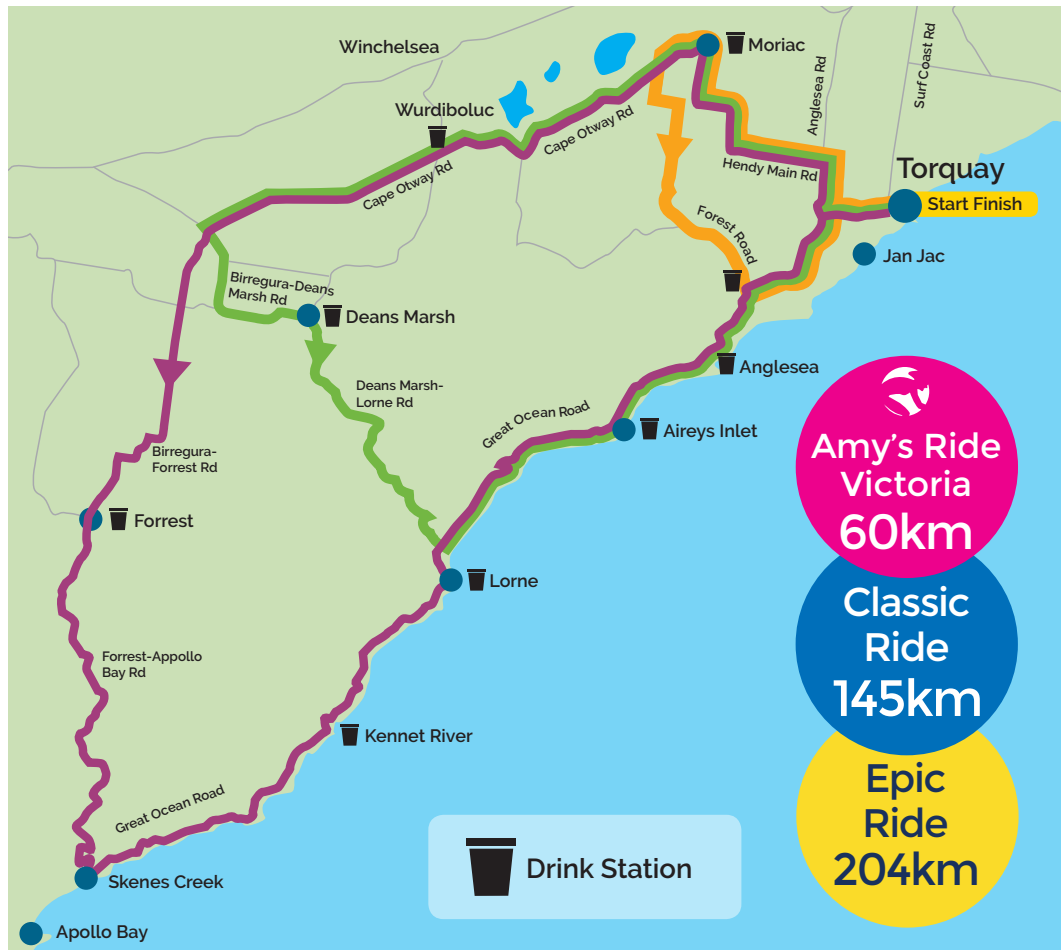 Winchelsea
Moriac
Anglesea Rd
Surf Coast Rd
Wurdiboluc
Cape Otway Rd
Cape Otway Rd
Hendy Main Rd
Torquay
Start Finish
Forest Road
Jan Jac
Birregura-Deans
Marsh Rd
Deans Marsh
Anglesea
Deans Marsh-
Lorne Rd
Great Ocean Road
Aireys Inlet
Birregura-
Forrest Rd
Forrest
Lorne
Forrest-Appollo
Bay Rd
Kennet River
Great Ocean Road
Skenes Creek
Apollo Bay
Drink Station
Amy's Ride
Victoria
60km
Classic
Ride
145km
Epic
Ride
204km